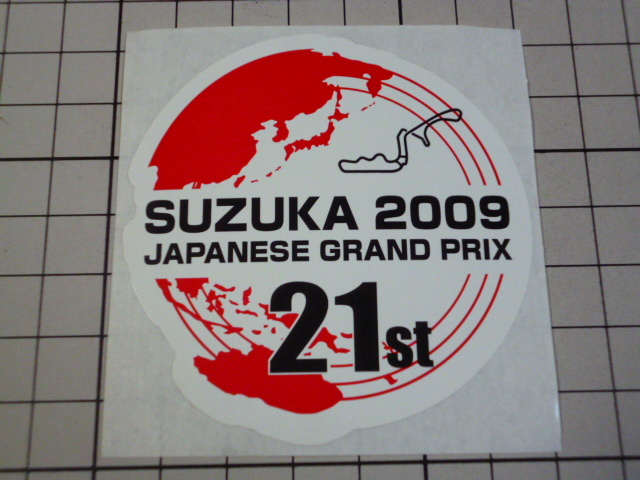 SUZUKA 2009
JAPANESE GRAND PRIX
21st